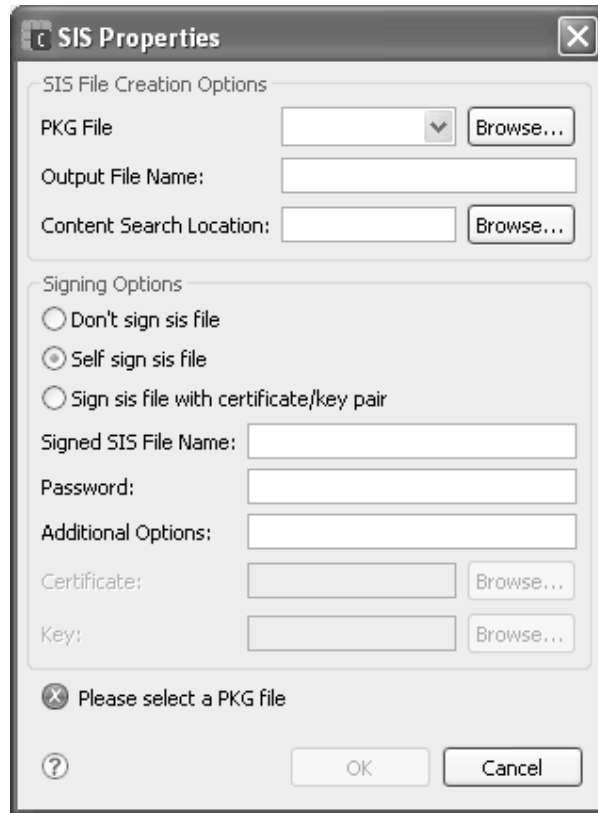 SIS Properties
SIS File Creation Options
PKG File Browse...
Output File Name:
Content Search Location: Browse...
Signing Options
Don't sign sis file
Self sign sis file
Sign sis file with certificate/key pair
Signed SIS File Name:
Password:
Additional Options:
Certificate: Browse...
Key: Browse...
Please select a PKG file
OK Cancel